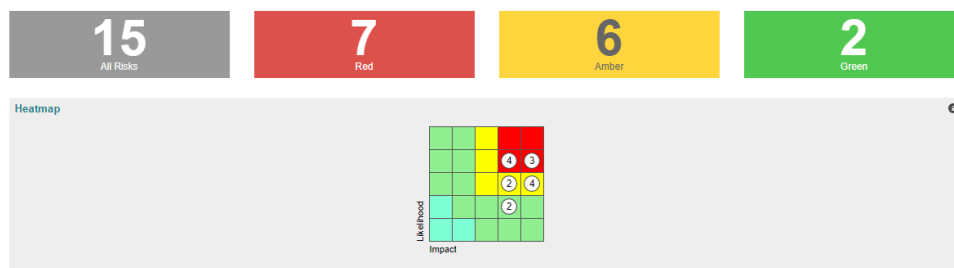 15
All Risks
7
Red
6
Amber
2
Green
Heatmap
4 3
2 4
2
Likelihood
Impact